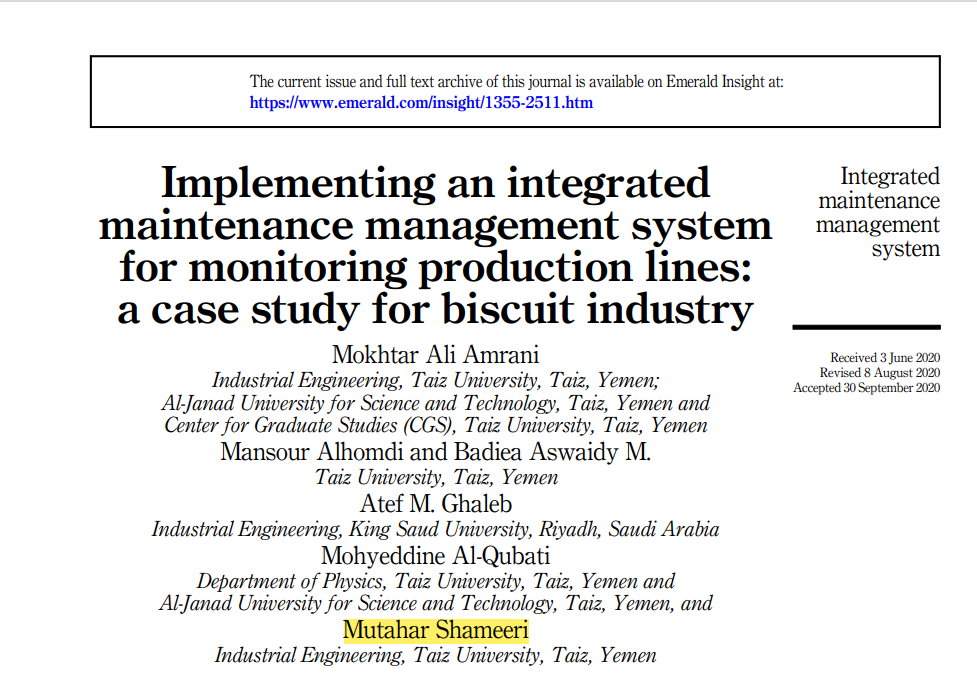 The current issue and full text archive of this journal is available on Emerald Insight at:
https://www.emerald.com/insight/1355-2511.htm
Implementing an integrated
maintenance management system
for monitoring production lines:
a case study for biscuit industry
Mokhtar Ali Amrani
Industrial Engineering, Taiz University, Taiz, Yemen;
Al-Janad University for Science and Technology, Taiz, Yemen and
Center for Graduate Studies (CGS), Taiz University, Taiz, Yemen
Mansour Alhomdi and Badiea Aswaidy M.
Taiz University, Taiz, Yemen
Atef M. Ghaleb
Industrial Engineering, King Saud University, Riyadh, Saudi Arabia
Mohyeddine Al-Qubati
Department of Physics, Taiz University, Taiz, Yemen and
Al-Janad University for Science and Technology, Taiz, Yemen, and
Mutahar Shameeri
Industrial Engineering, Taiz University, Taiz, Yemen
Integrated
maintenance
management
system
Received 3 June 2020
Revised 8 August 2020
Accepted 30 September 2020